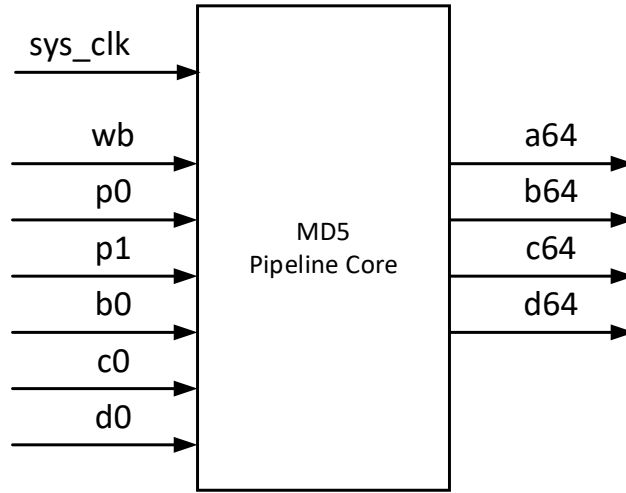 sys_clk
wb
p0
p1
b0
c0
d0
MD5
Pipeline Core
a64
b64
c64
d64